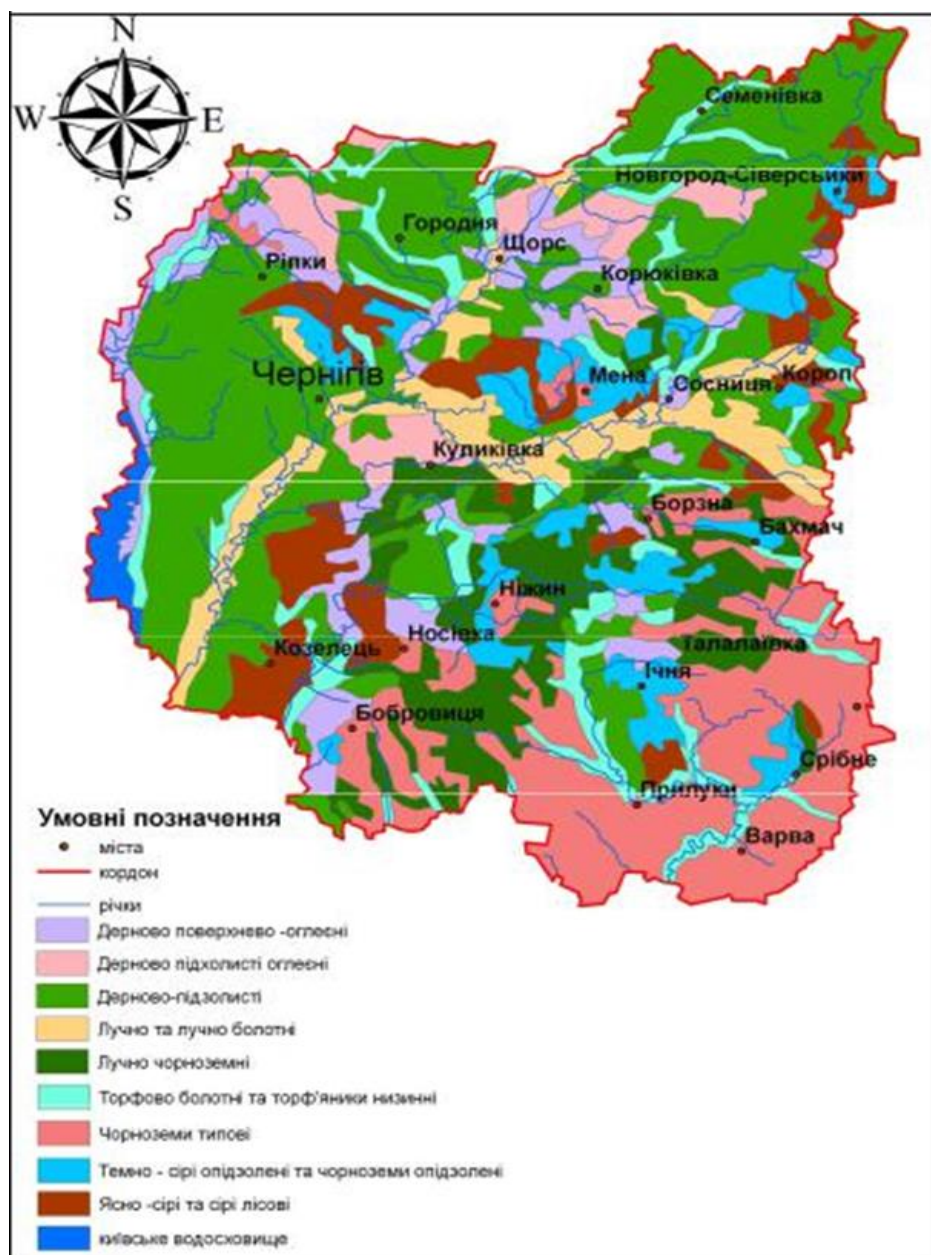 N
W E
S
Семенівка
Новгород-Сіверський
Городня
Щорс
Ріпки
Корюківка
Чернігів
Мена
Сосниця
Короп
Куликівка
Борзна
Бахмач
Ніжин
Носівка
Талалаївка
Козелець
Ічня
Бобровиця
Срібне
Прилуки
Варва
Умовні позначення
міста
кордон
річки
Дерново поверхнево -оглеєні
Дерново підхолисті оглеєні
Дерново-підзолисті
Лучно та лучно болотні
Лучно чорноземні
Торфово болотні та торф'яники низинні
Чорноземи типові
Темно - сірі опідзолені та чорноземи опідзолені
Ясно -сірі та сірі лісові
київське водосховище